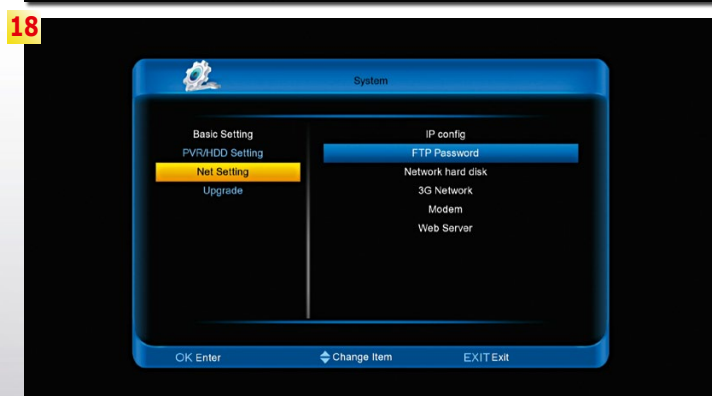 18
System
Basic Setting
PVR/HDD Setting
Net Setting
Upgrade
IP config
FTP Password
Network hard disk
3G Network
Modem
Web Server
OK Enter
Change Item
EXIT Exit